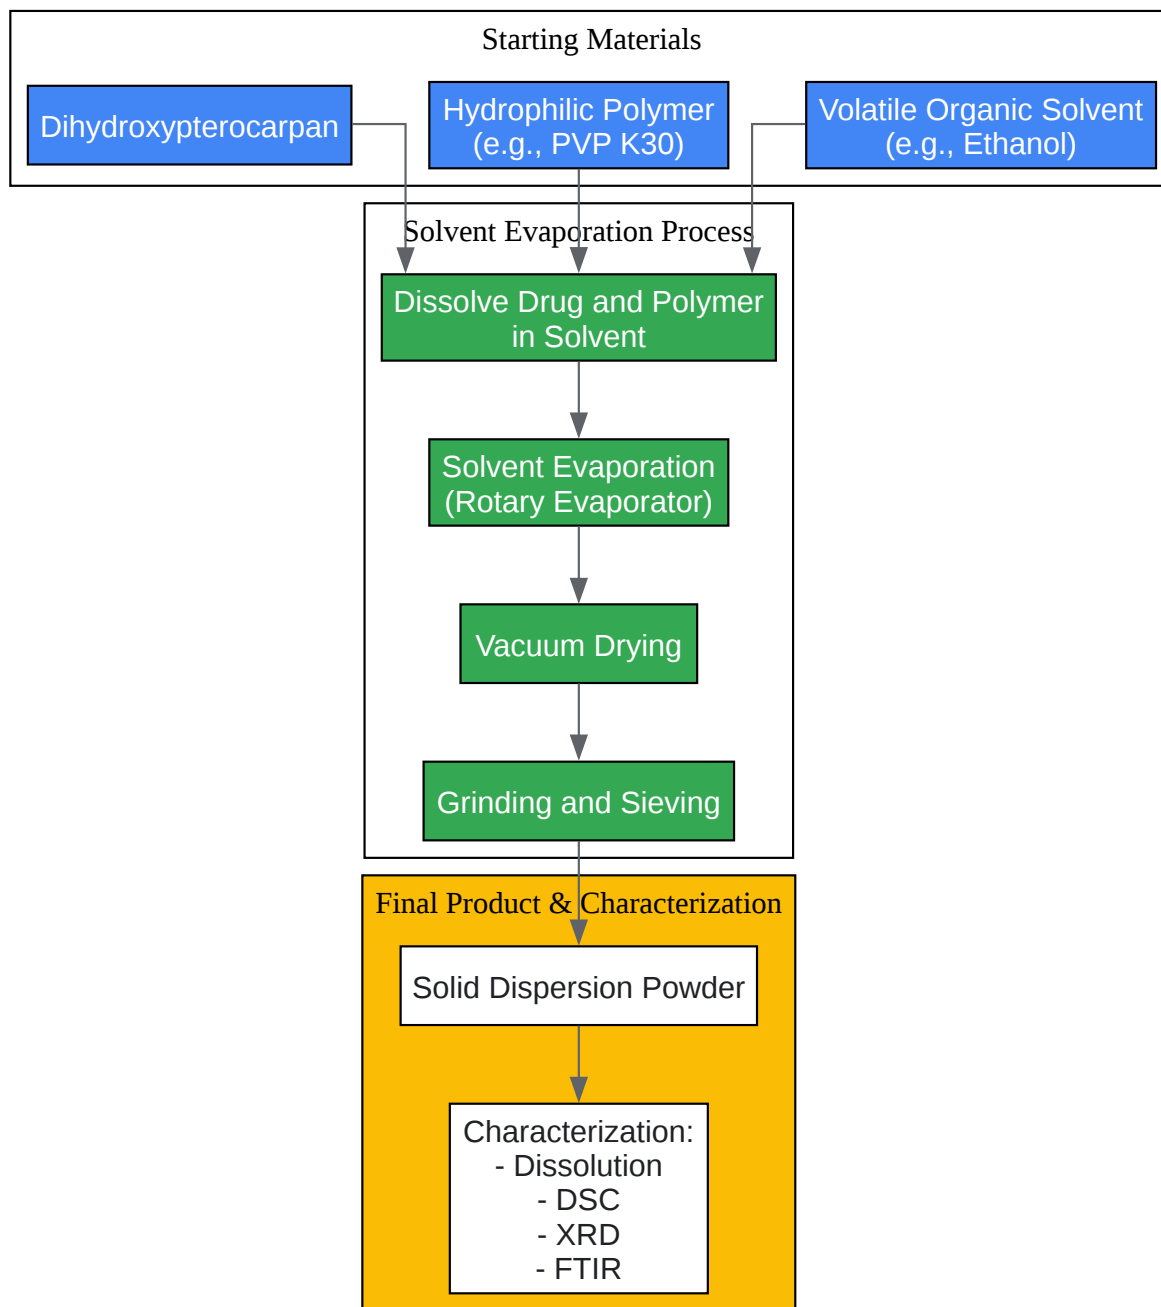 Starting Materials
Dihydroxypterocarpan
Hydrophilic Polymer
(e.g., PVP K30)
Volatile Organic Solvent
(e.g., Ethanol)
Solvent Evaporation Process
Dissolve Drug and Polymer
in Solvent
Solvent Evaporation
(Rotary Evaporator)
Vacuum Drying
Grinding and Sieving
Final Product & Characterization
Solid Dispersion Powder
Characterization:
- Dissolution
- DSC
- XRD
- FTIR